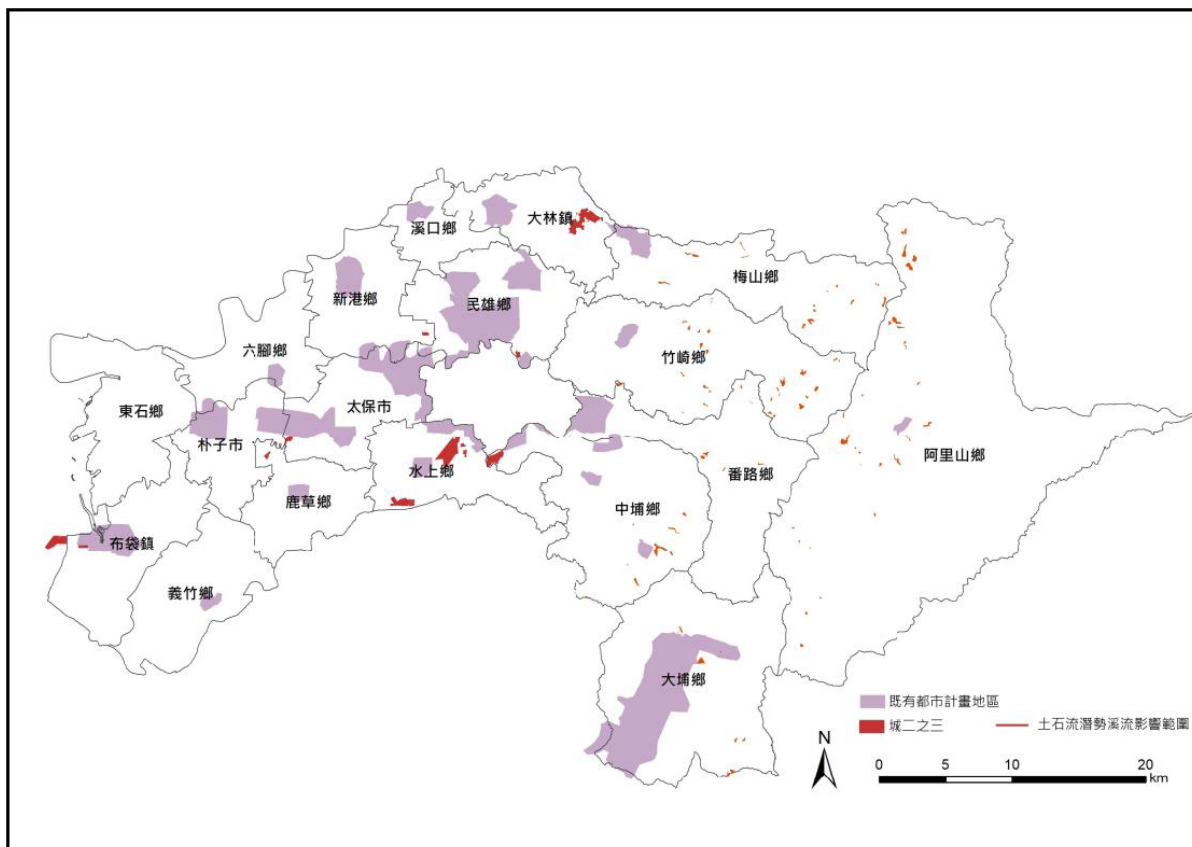 溪口鄉
大林鎮
梅山鄉
新港鄉
民雄鄉
六腳鄉
竹崎鄉
東石鄉
太保市
朴子市
阿里山鄉
水上鄉
番路鄉
鹿草鄉
中埔鄉
布袋鎮
義竹鄉
大埔鄉
既有都市計畫地區
城二之三
土石流潛勢溪流影響範圍
N
0 5 10 20
km